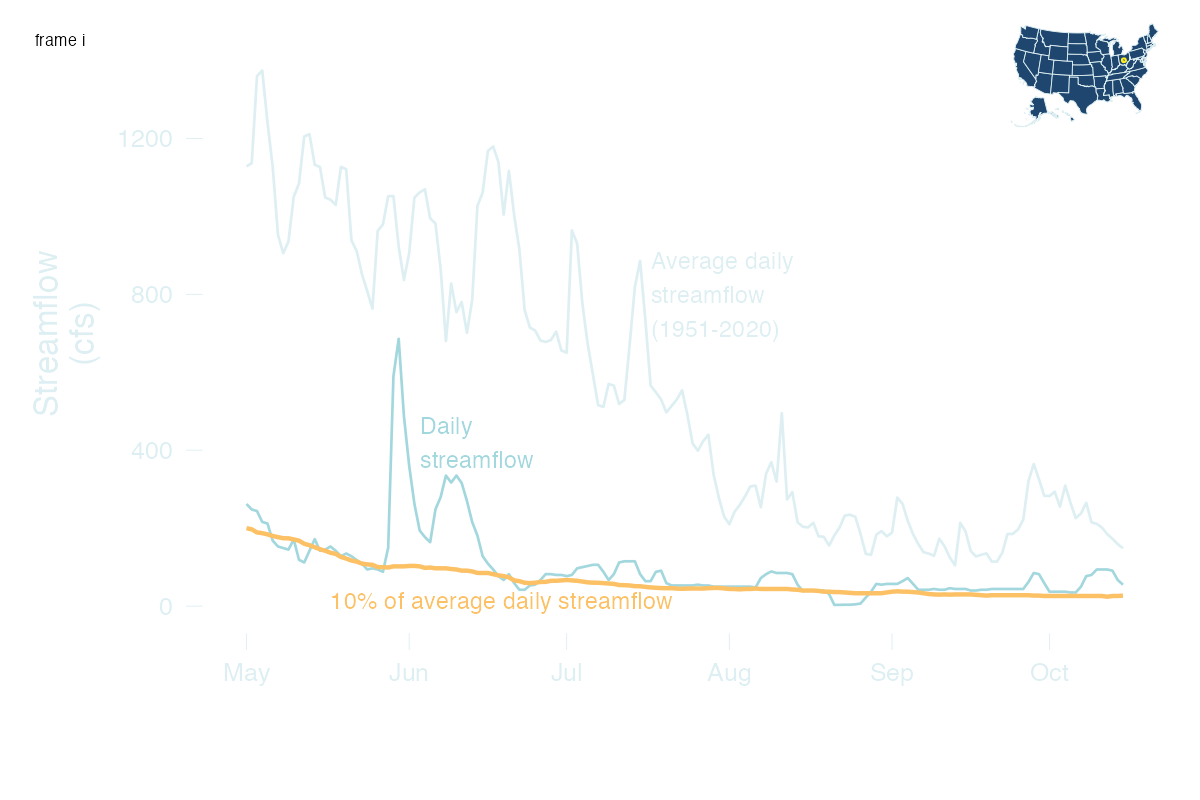 frame i
1200
800
400
0
Streamflow
(cfs)
Average daily
streamflow
(1951-2020)
Daily
streamflow
10% of average daily streamflow
May Jun Jul Aug Sep Oct